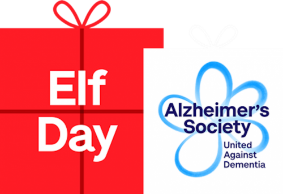 Elf
Day
Alzheimer's
Society
United
Against
Dementia